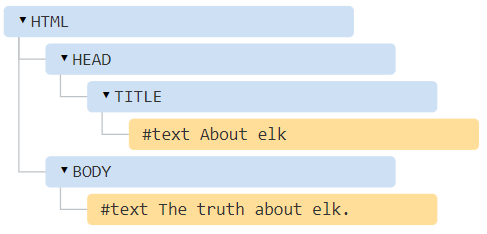 ▼ HTML
▼ HEAD
▼ TITLE
#text About elk
▼ BODY
#text The truth about elk.